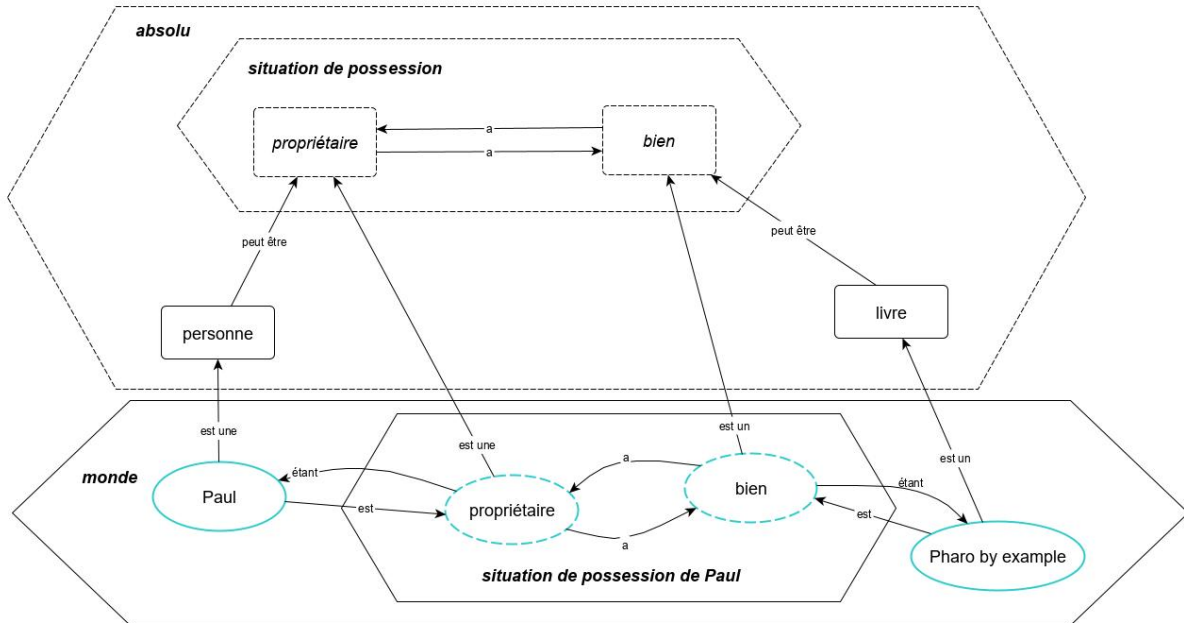 absolu
situation de possession
propriétaire
a
a
bien
peut être
peut être
personne
livre
est une
est une
est un
est un
monde
Paul
étant
est
propriétaire
a
a
bien
étant
est
Pharo by example
situation de possession de Paul